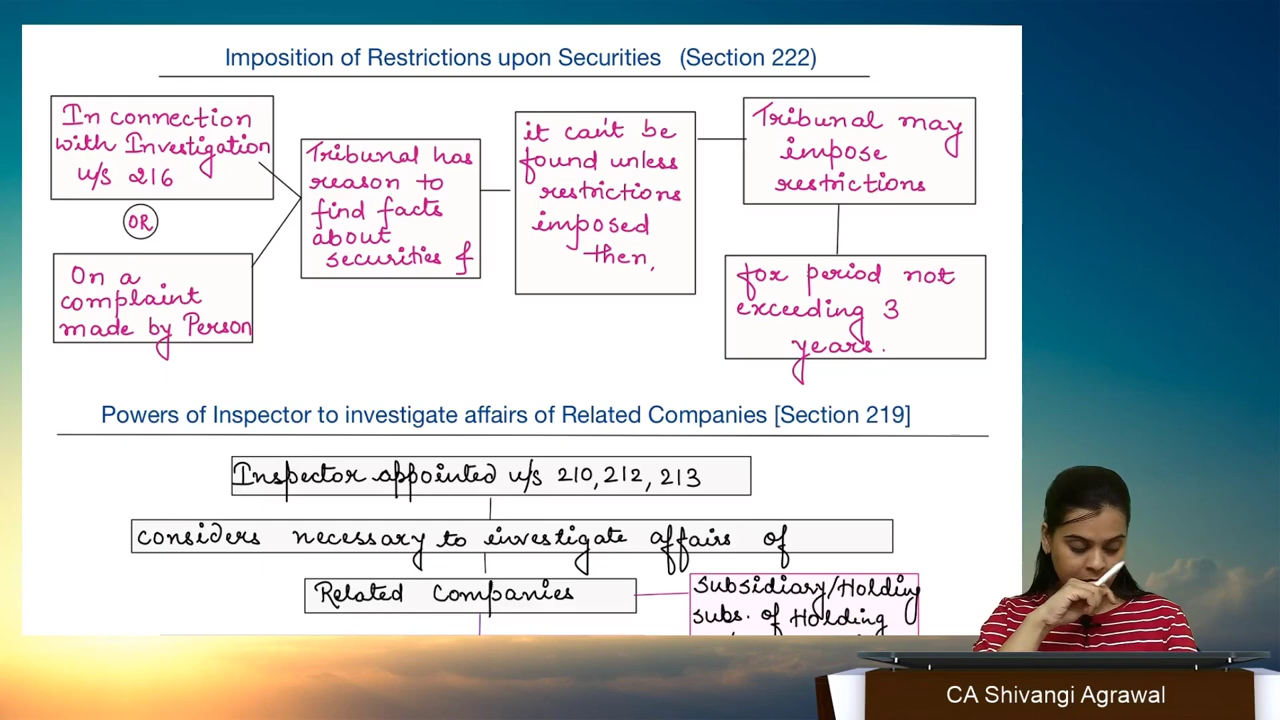 Imposition of Restrictions upon Securities (Section 222)
In connection
with Investigation
u/s 216
OR
On a
complaint
made by Person
Tribunal has
reason to
find facts
about
securities &
it can't be
found unless
restrictions
imposed
then,
Tribunal may
impose
restrictions
for period not
exceeding 3
years.
Powers of Inspector to investigate affairs of Related Companies [Section 219]
Inspector appointed u/s 210, 212, 213
considers necessary to investigate affairs of
Related Companies
Subsidiary/Holding
subs. of Holding
CA Shivangi Agrawal